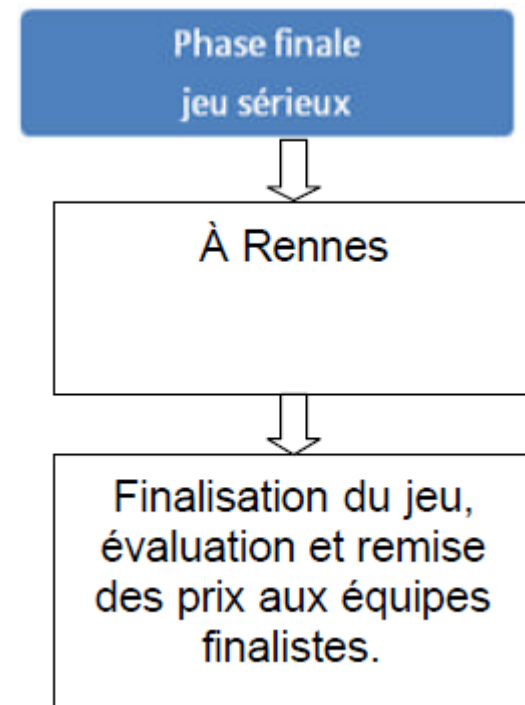 Phase finale
jeu sérieux
À Rennes
Finalisation du jeu,
évaluation et remise
des prix aux équipes
finalistes.